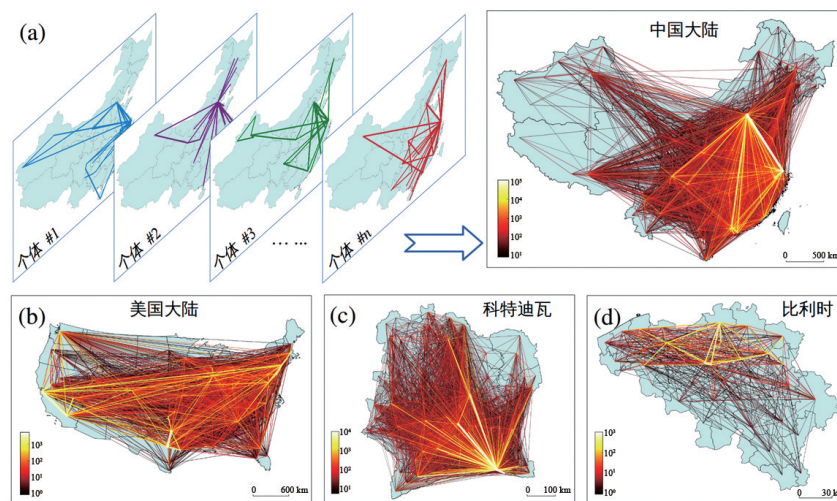 (a)
个体 #1
个体 #2
个体 #3
… …
个体 #n
中国大陆
10⁵
10⁴
10³
10²
10¹
0 500 km
(b)
美国大陆
10³
10²
10¹
10⁰
0 600 km
(c)
科特迪瓦
10⁴
10³
10²
10¹
0 100 km
(d)
比利时
10³
10²
10¹
10⁰
0 30 k